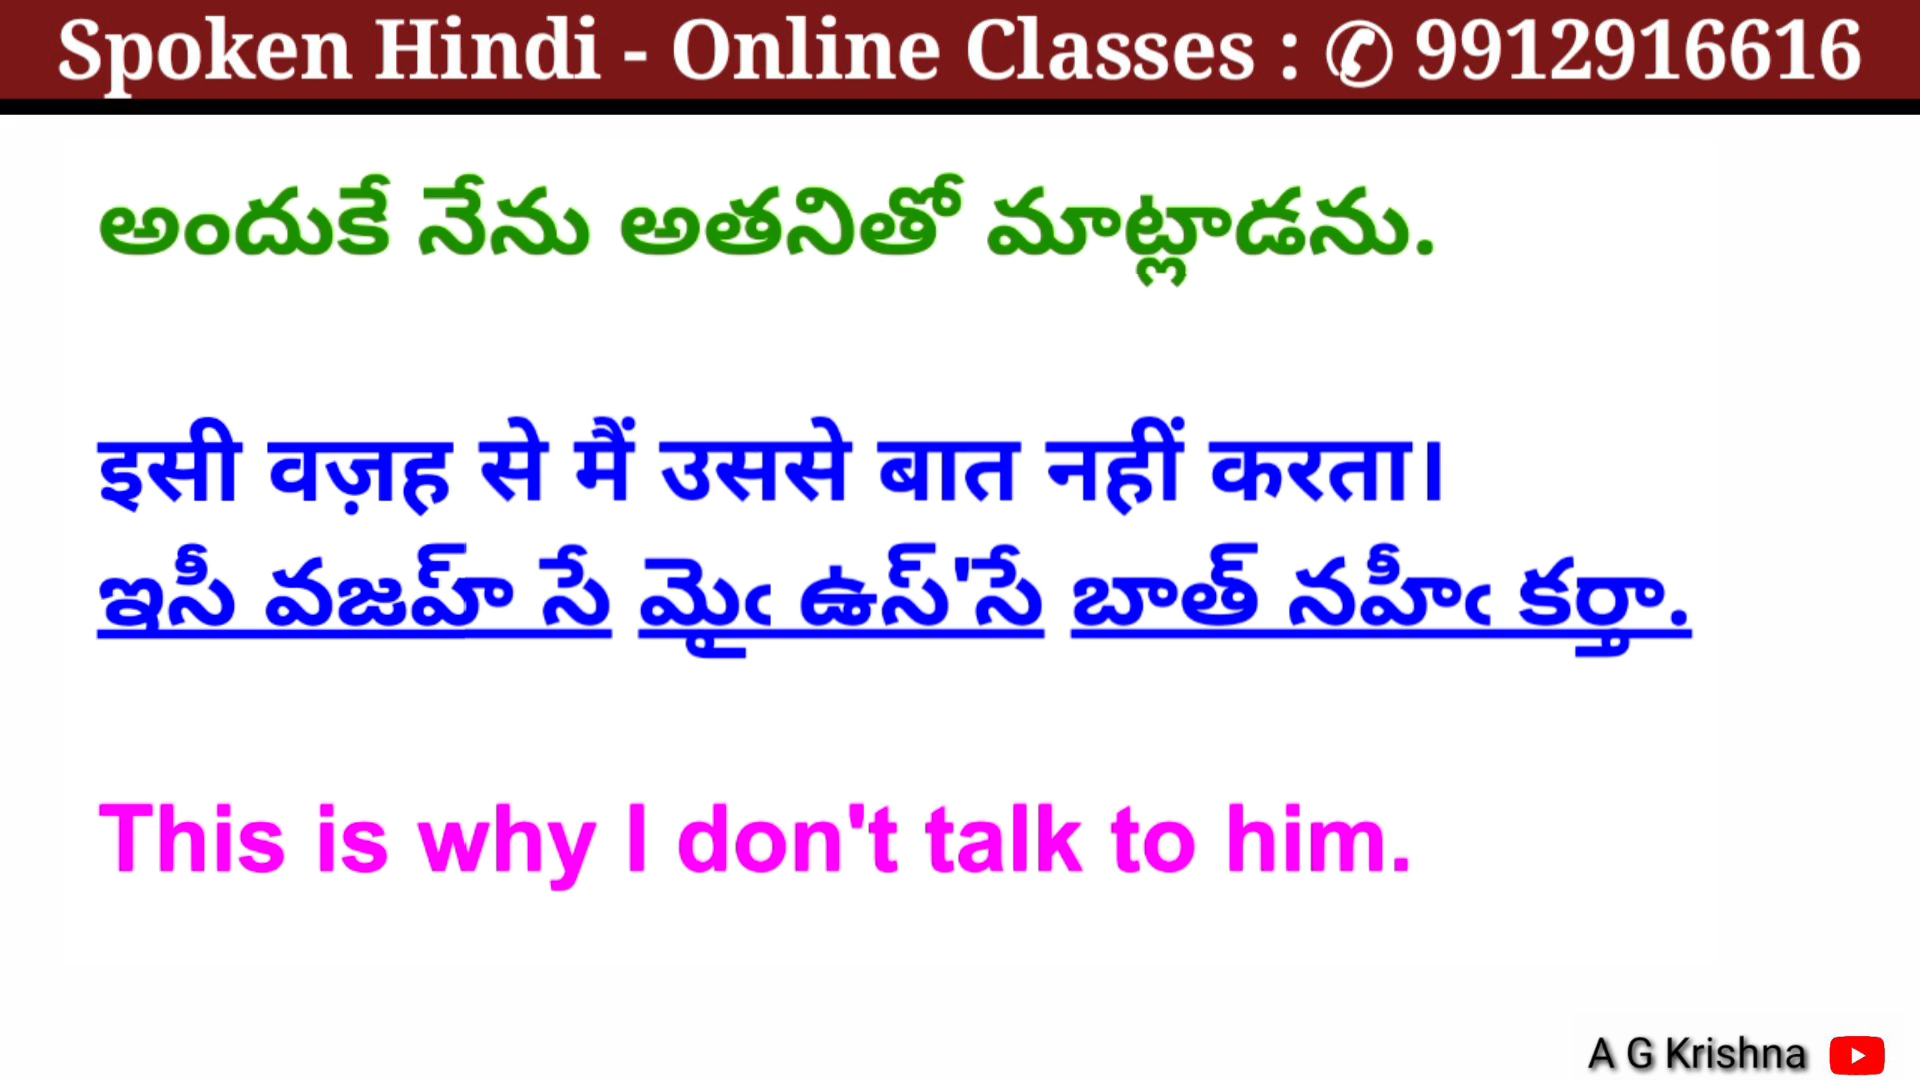 Spoken Hindi - Online Classes : ✆ 9912916616
అందుకే నేను అతనితో మాట్లాడను.
इसी वज़ह से मैं उससे बात नहीं करता।
ఇసీ వజహ్ సే మైఁ ఉస్'సే బాత్ నహీఁ కర్తా.
This is why I don't talk to him.
A G Krishna